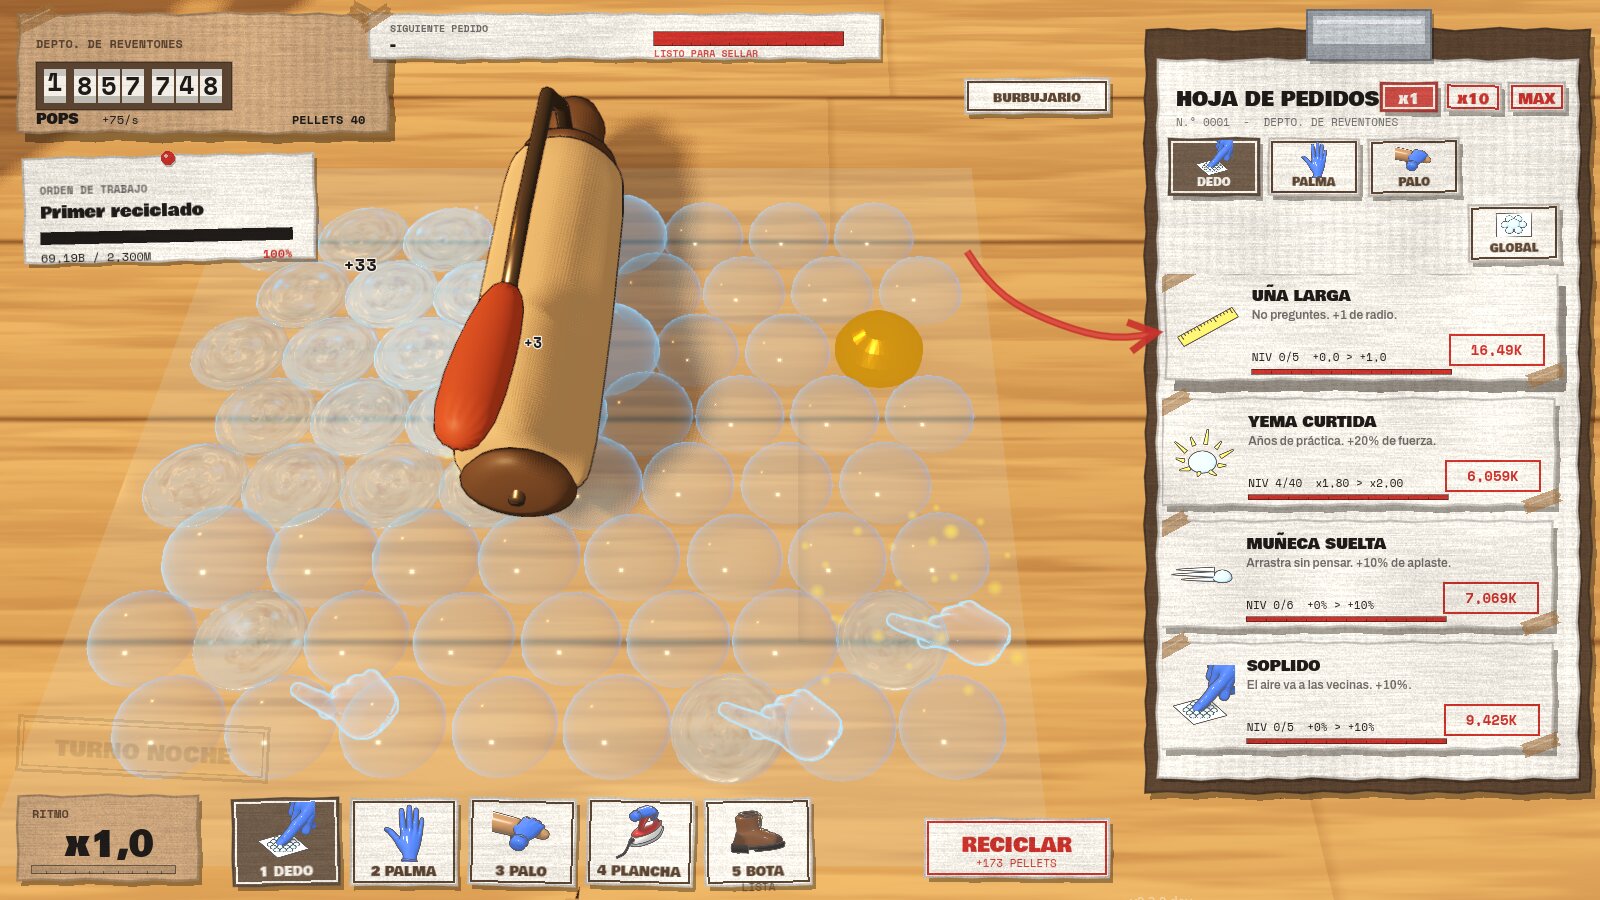 DEPTO. DE REVENTONES
1 857 748
POPS +75/s PELLETS 40
SIGUIENTE PEDIDO
-
LISTO PARA SELLAR
BURBUJARIO
ORDEN DE TRABAJO
Primer reciclado
69,19B / 2,300M 100%
+33
+3
HOJA DE PEDIDOS x1 x10 MAX
N.° 0001 - DEPTO. DE REVENTONES
DEDO PALMA PALO
GLOBAL
UÑA LARGA
No preguntes. +1 de radio.
NIV 0/5 +0,0 > +1,0
16,49K
YEMA CURTIDA
Años de práctica. +20% de fuerza.
NIV 4/40 x1,80 > x2,00
6,059K
MUÑECA SUELTA
Arrastra sin pensar. +10% de aplaste.
NIV 0/6 +0% > +10%
7,069K
SOPLIDO
El aire va a las vecinas. +10%.
NIV 0/5 +0% > +10%
9,425K
TURNO NOCHE
RITMO
x1,0
1 DEDO 2 PALMA 3 PALO 4 PLANCHA 5 BOTA
LISTA
RECICLAR
+173 PELLETS